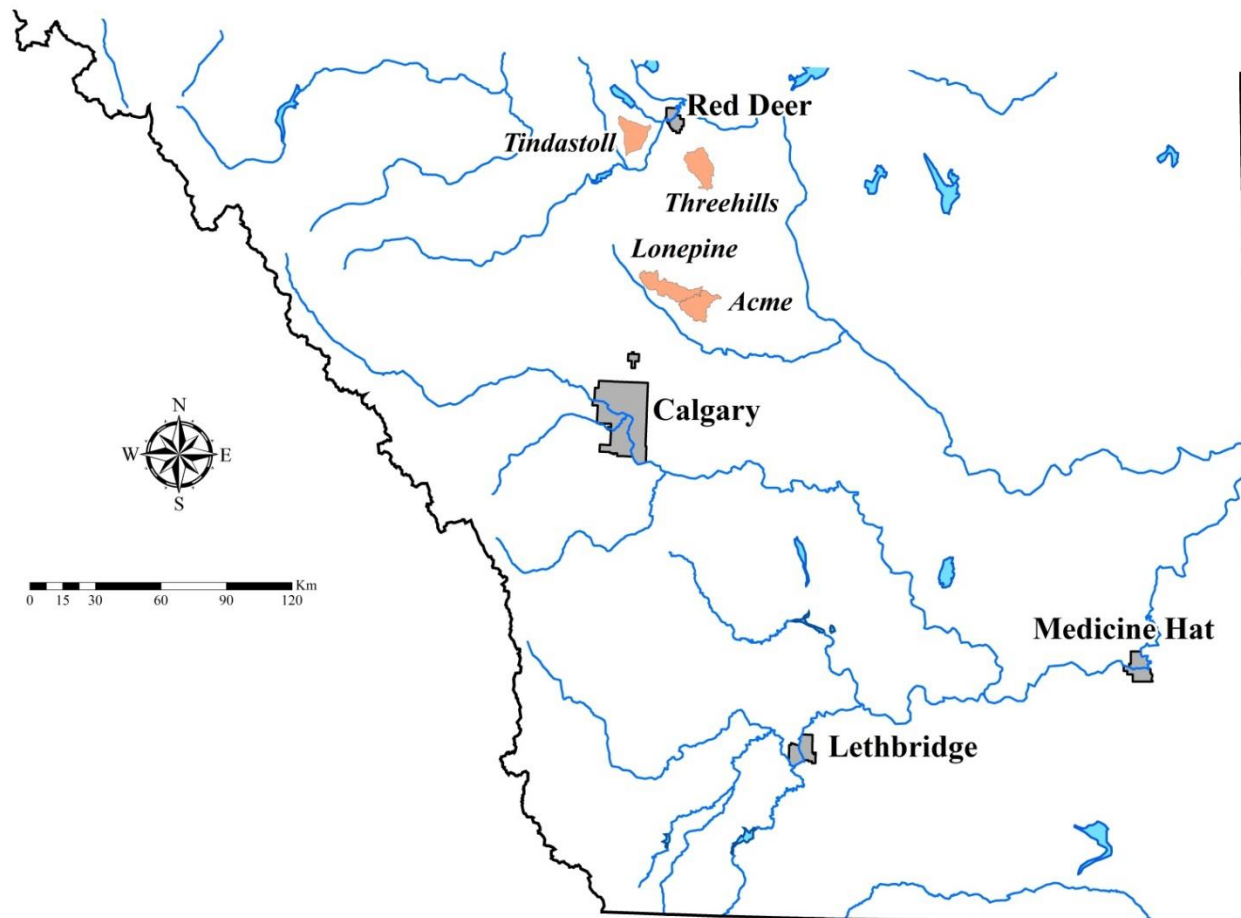 Red Deer
Tindastoll
Threehills
Lonepine
Acme
Calgary
N
W E
S
Km
0 15 30 60 90 120
Medicine Hat
Lethbridge